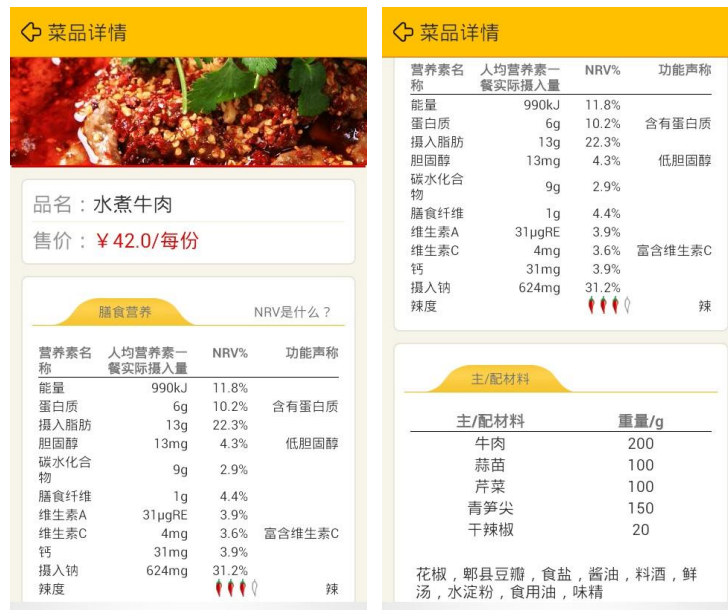 菜品详情
品名：水煮牛肉
售价：￥42.0/每份
膳食营养 NRV是什么？
营养素名称 人均营养素一餐实际摄入量 NRV% 功能声称
能量 990kJ 11.8%
蛋白质 6g 10.2% 含有蛋白质
摄入脂肪 13g 22.3%
胆固醇 13mg 4.3% 低胆固醇
碳水化合物 9g 2.9%
膳食纤维 1g 4.4%
维生素A 31µgRE 3.9%
维生素C 4mg 3.6% 富含维生素C
钙 31mg 3.9%
摄入钠 624mg 31.2%
辣度 辣
菜品详情
营养素名称 人均营养素一餐实际摄入量 NRV% 功能声称
能量 990kJ 11.8%
蛋白质 6g 10.2% 含有蛋白质
摄入脂肪 13g 22.3%
胆固醇 13mg 4.3% 低胆固醇
碳水化合物 9g 2.9%
膳食纤维 1g 4.4%
维生素A 31µgRE 3.9%
维生素C 4mg 3.6% 富含维生素C
钙 31mg 3.9%
摄入钠 624mg 31.2%
辣度 辣
主/配材料
主/配材料 重量/g
牛肉 200
蒜苗 100
芹菜 100
青笋尖 150
干辣椒 20
花椒，郫县豆瓣，食盐，酱油，料酒，鲜
汤，水淀粉，食用油，味精